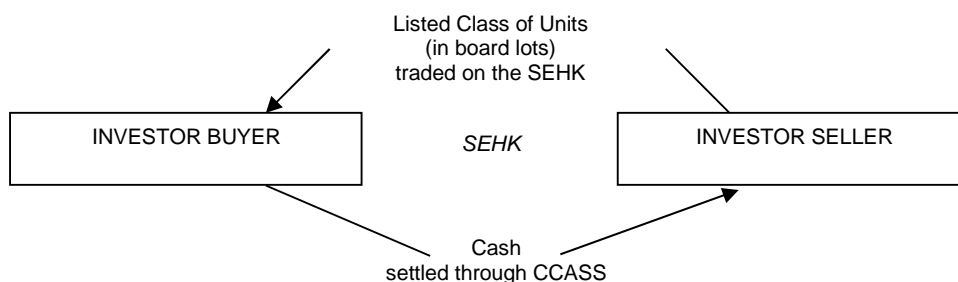 Listed Class of Units
(in board lots)
traded on the SEHK
INVESTOR BUYER
SEHK
INVESTOR SELLER
Cash
settled through CCASS